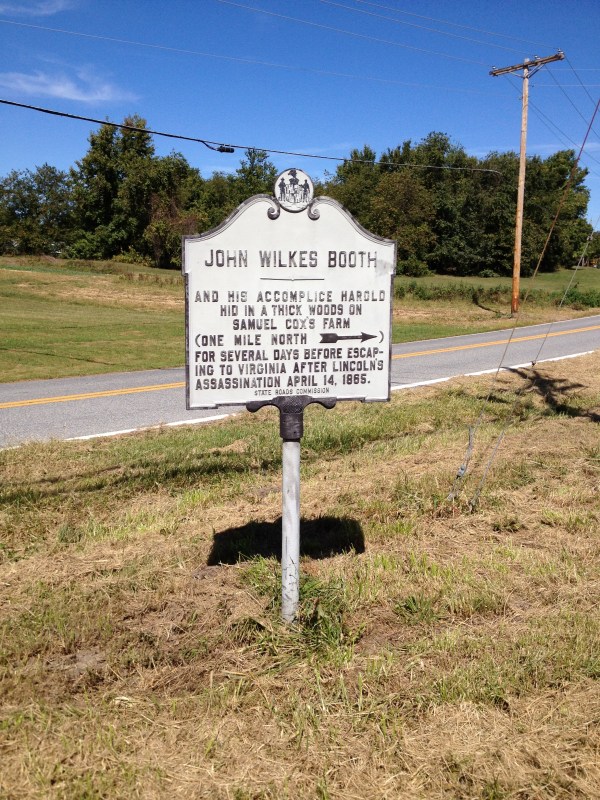 JOHN WILKES BOOTH
AND HIS ACCOMPLICE HAROLD
HID IN A THICK WOODS ON
SAMUEL COX'S FARM
(ONE MILE NORTH )
FOR SEVERAL DAYS BEFORE ESCAP-
ING TO VIRGINIA AFTER LINCOLN'S
ASSASSINATION APRIL 14, 1865.
STATE ROADS COMMISSION